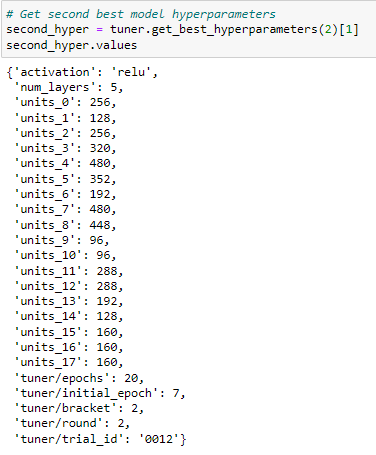 # Get second best model hyperparameters
second_hyper = tuner.get_best_hyperparameters(2)[1]
second_hyper.values
{'activation': 'relu',
 'num_layers': 5,
 'units_0': 256,
 'units_1': 128,
 'units_2': 256,
 'units_3': 320,
 'units_4': 480,
 'units_5': 352,
 'units_6': 192,
 'units_7': 480,
 'units_8': 448,
 'units_9': 96,
 'units_10': 96,
 'units_11': 288,
 'units_12': 288,
 'units_13': 192,
 'units_14': 128,
 'units_15': 160,
 'units_16': 160,
 'units_17': 160,
 'tuner/epochs': 20,
 'tuner/initial_epoch': 7,
 'tuner/bracket': 2,
 'tuner/round': 2,
 'tuner/trial_id': '0012'}